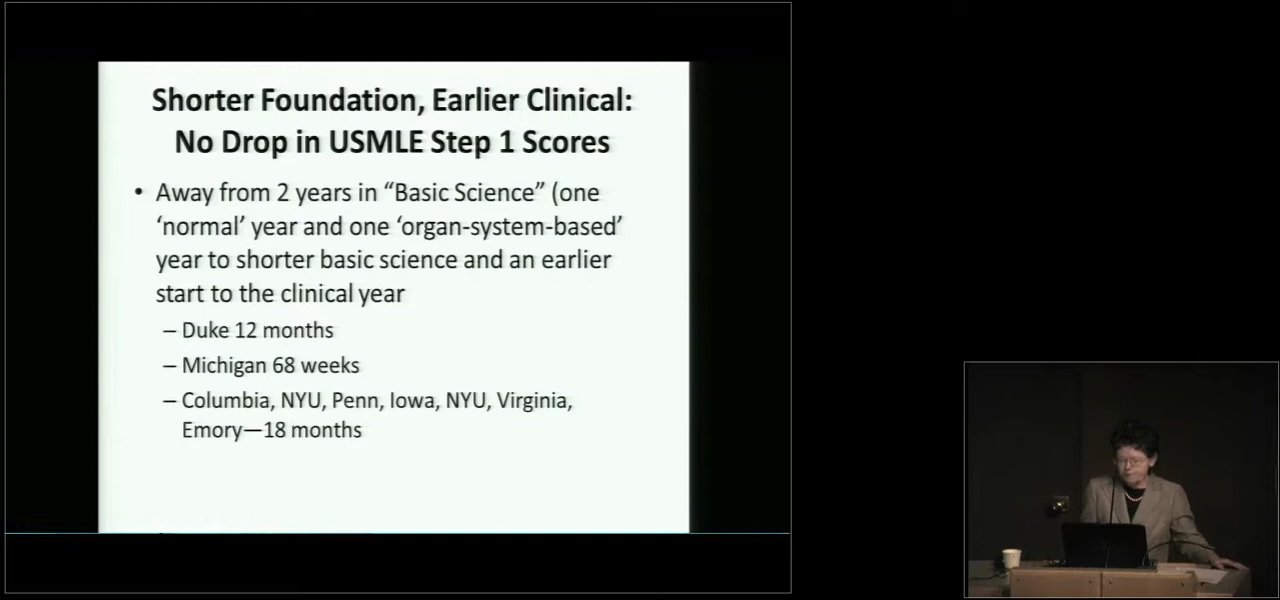 Shorter Foundation, Earlier Clinical:
No Drop in USMLE Step 1 Scores
• Away from 2 years in “Basic Science” (one
‘normal’ year and one ‘organ-system-based’
year to shorter basic science and an earlier
start to the clinical year
– Duke 12 months
– Michigan 68 weeks
– Columbia, NYU, Penn, Iowa, NYU, Virginia,
Emory—18 months